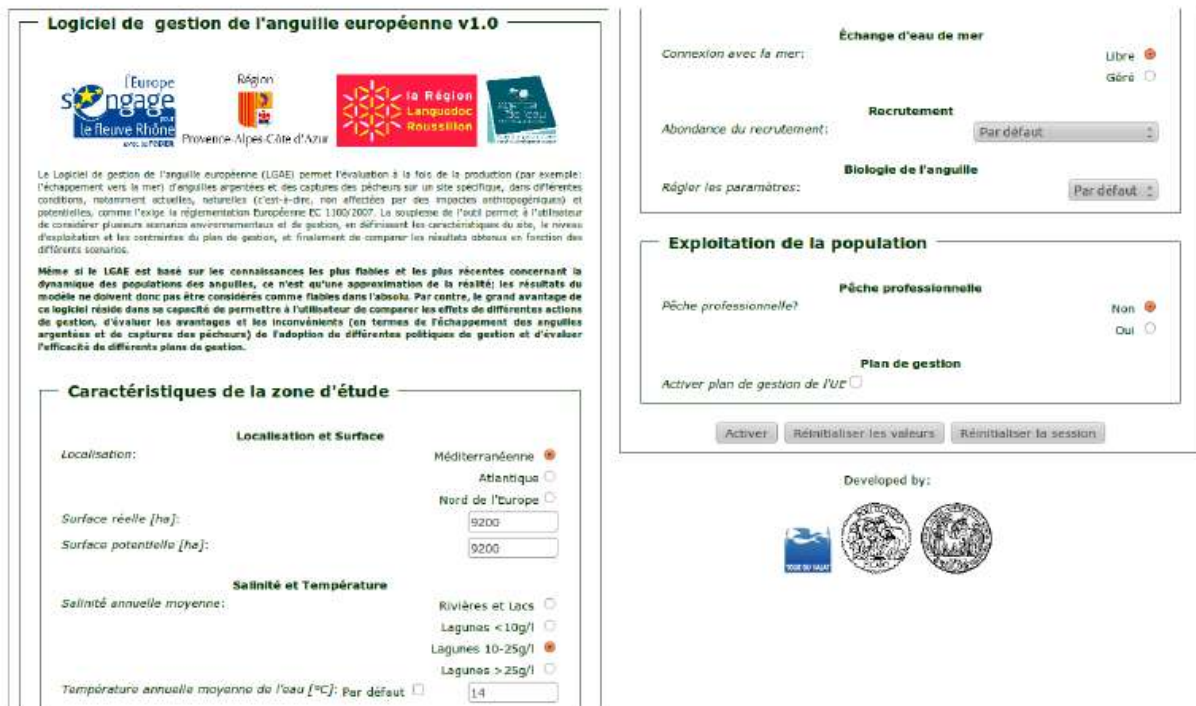 Logiciel de gestion de l'anguille européenne v1.0
l'Europe
s'engage
pour
le fleuve Rhône
avec le FEDER
Région
Provence-Alpes-Côte d'Azur
la Région
Languedoc
Roussillon
Le Logiciel de gestion de l'anguille européenne (LGAE) permet l'évaluation à la fois de la production (par exemple:
l'échappement vers la mer) d'anguilles argentées et des captures des pêcheurs sur un site spécifique, dans différentes
conditions, notamment actuelles, naturelles (c'est-à-dire, non affectées par des impactes anthropogéniques) et
potentielles, comme l'exige la réglementation Européenne EC 1100/2007. La souplesse de l'outil permet à l'utilisateur
de considérer plusieurs scenarios environnementaux et de gestion, en définissant les caractéristiques du site, le niveau
d'exploitation et les contraintes du plan de gestion, et finalement de comparer les résultats obtenus en fonction des
différents scenarios.
Même si le LGAE est basé sur les connaissances les plus fiables et les plus récentes concernant la
dynamique des populations des anguilles, ce n'est qu'une approximation de la réalité; les résultats du
modèle ne doivent donc pas être considérés comme fiables dans l'absolu. Par contre, le grand avantage de
ce logiciel réside dans sa capacité de permettre à l'utilisateur de comparer les effets de différentes actions
de gestion, d'évaluer les avantages et les inconvénients (en termes de l'échappement des anguilles
argentées et de captures des pêcheurs) de l'adoption de différentes politiques de gestion et d'évaluer
l'efficacité de différents plans de gestion.
Caractéristiques de la zone d'étude
Localisation et Surface
Localisation:
Méditerranéenne
Atlantique
Nord de l'Europe
Surface réelle [ha]: 9200
Surface potentielle [ha]: 9200
Salinité et Température
Salinité annuelle moyenne:
Rivières et Lacs
Lagunes <10g/l
Lagunes 10-25g/l
Lagunes >25g/l
Température annuelle moyenne de l'eau [°C]: Par défaut 14
Échange d'eau de mer
Connexion avec la mer:
Libre
Géré
Recrutement
Abondance du recrutement: Par défaut
Biologie de l'anguille
Régler les paramètres: Par défaut
Exploitation de la population
Pêche professionnelle
Pêche professionnelle?
Non
Oui
Plan de gestion
Activer plan de gestion de l'UE
Activer Réinitialiser les valeurs Réinitialiser la session
Developed by:
TOUR DU VALAT